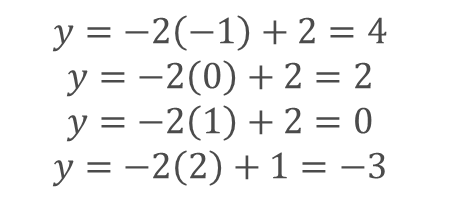 y = −2(−1) + 2 = 4
y = −2(0) + 2 = 2
y = −2(1) + 2 = 0
y = −2(2) + 1 = −3